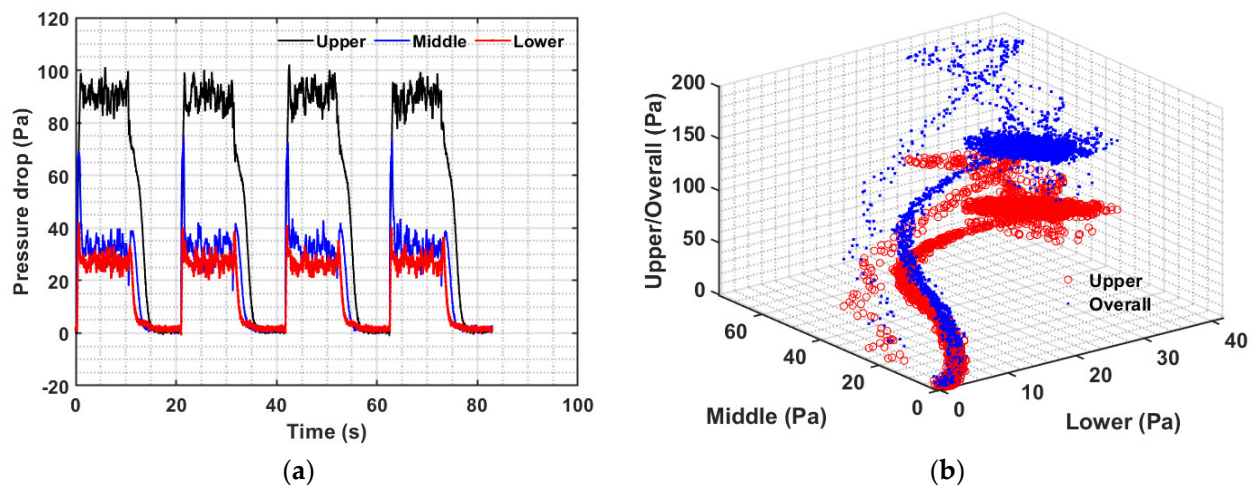 120
100
80
60
40
20
0
-20
0 20 40 60 80 100
Pressure drop (Pa)
Time (s)
Upper Middle Lower
(a)
200
150
100
50
0
Upper/Overall (Pa)
60
40
20
0
Middle (Pa)
0 10 20 30 40
Lower (Pa)
Upper
Overall
(b)